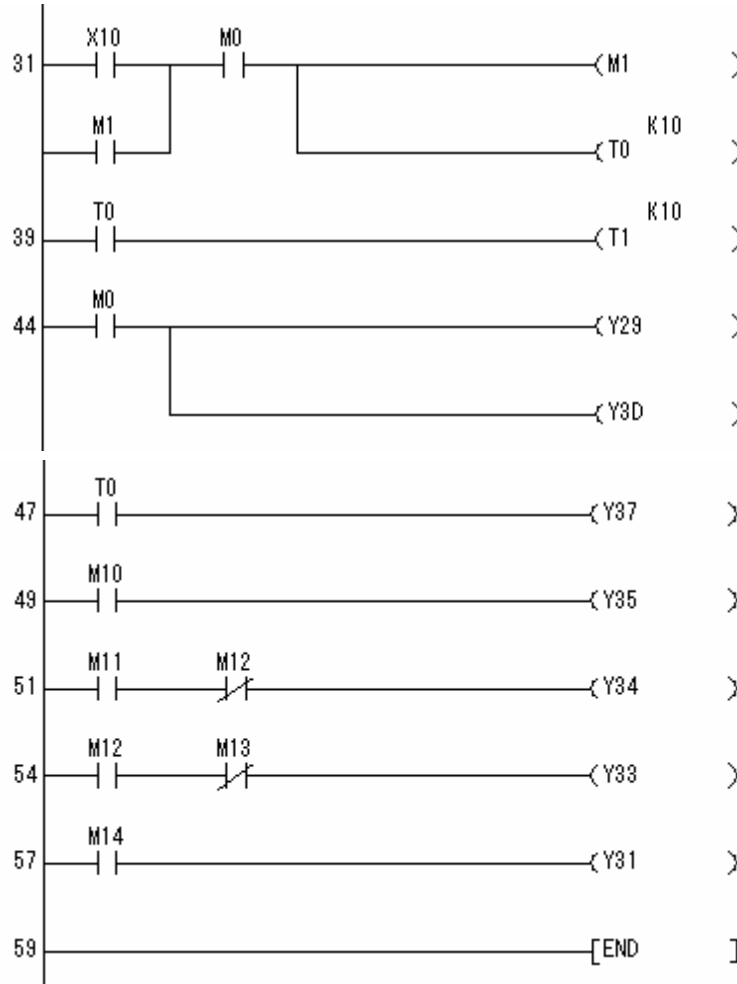 X10 M0
31 M1
M1 K10
T0
T0 K10
39 T1
M0
44 Y29
Y3D
T0
47 Y37
M10
49 Y35
M11 M12
51 Y34
M12 M13
54 Y33
M14
57 Y31
59 [END ]